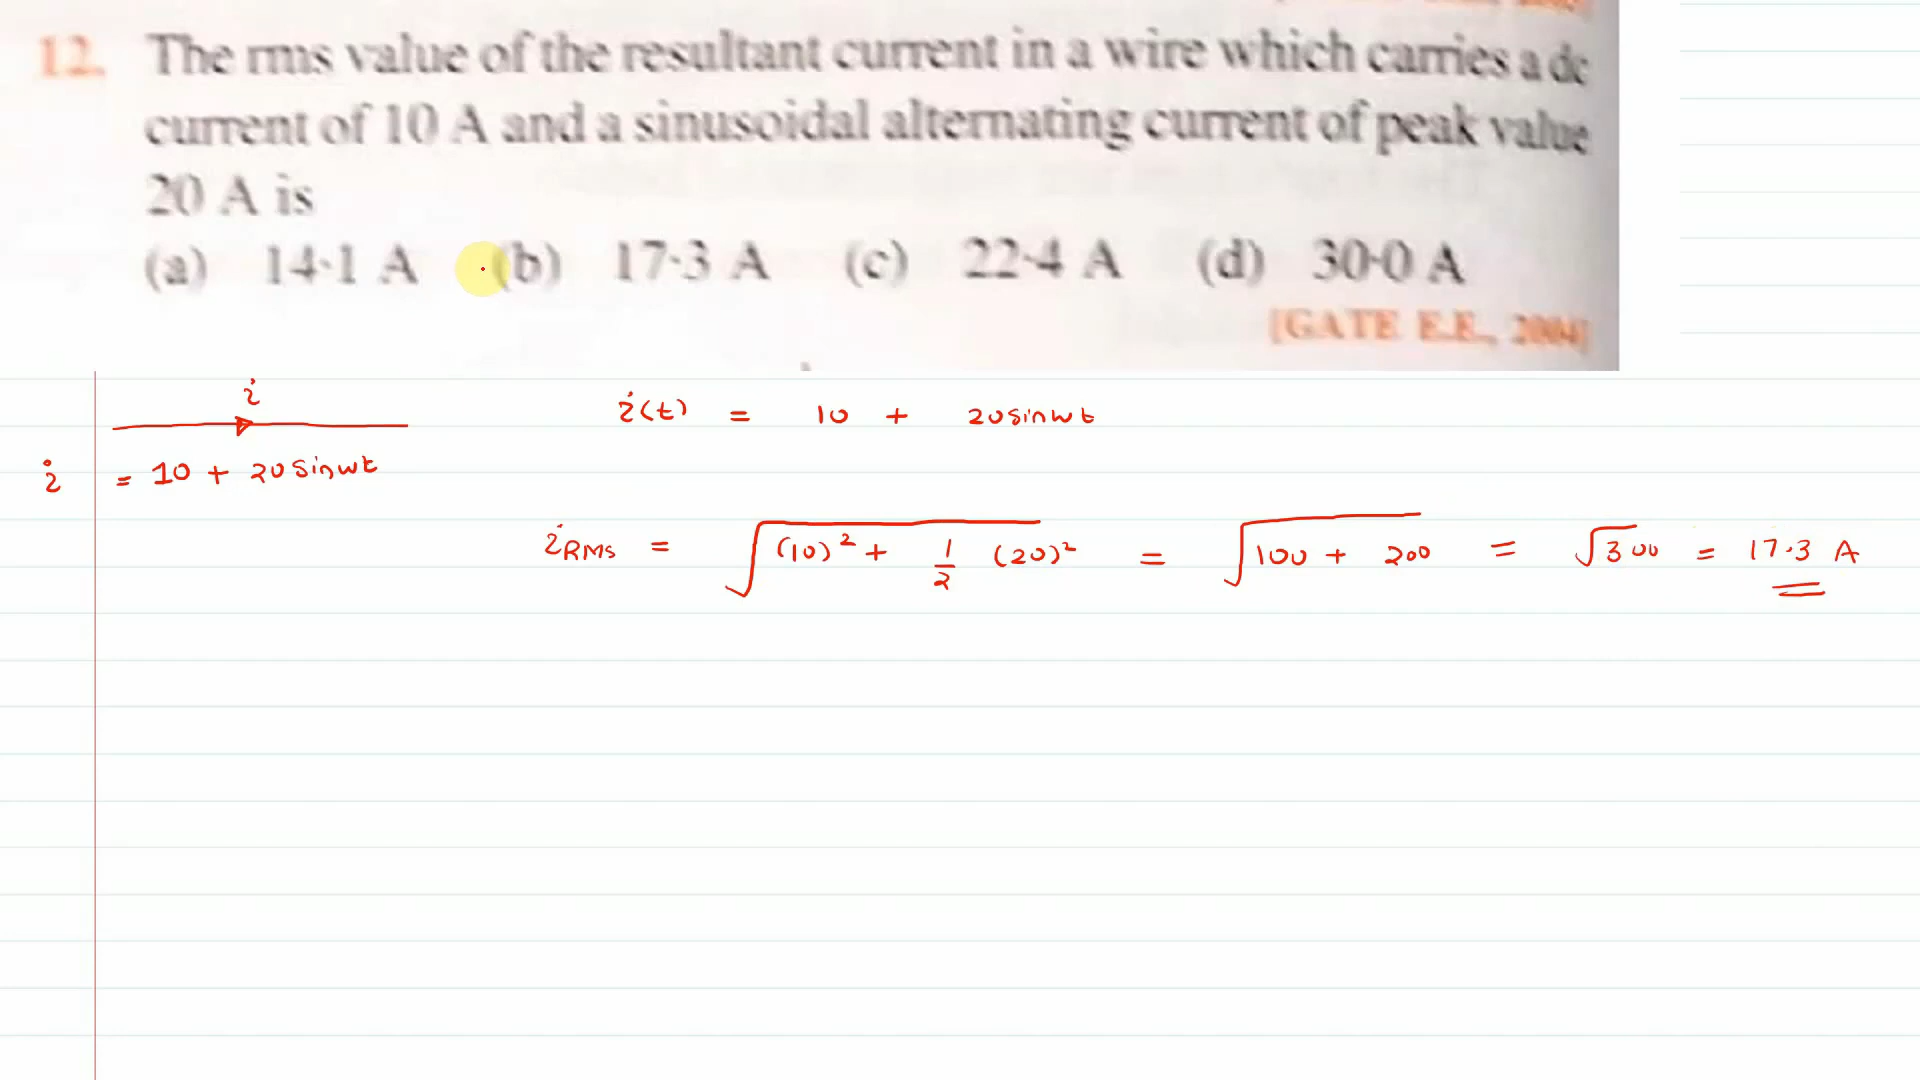 12. The rms value of the resultant current in a wire which carries a dc
current of 10 A and a sinusoidal alternating current of peak value
20 A is
(a) 14·1 A (b) 17·3 A (c) 22·4 A (d) 30·0 A
[GATE E.E., 2004]
i
i = 10 + 20 sinωt
i(t) = 10 + 20 sinωt
i RMS = √(10)² + 1/2 (20)² = √100 + 200 = √300 = 17.3 A